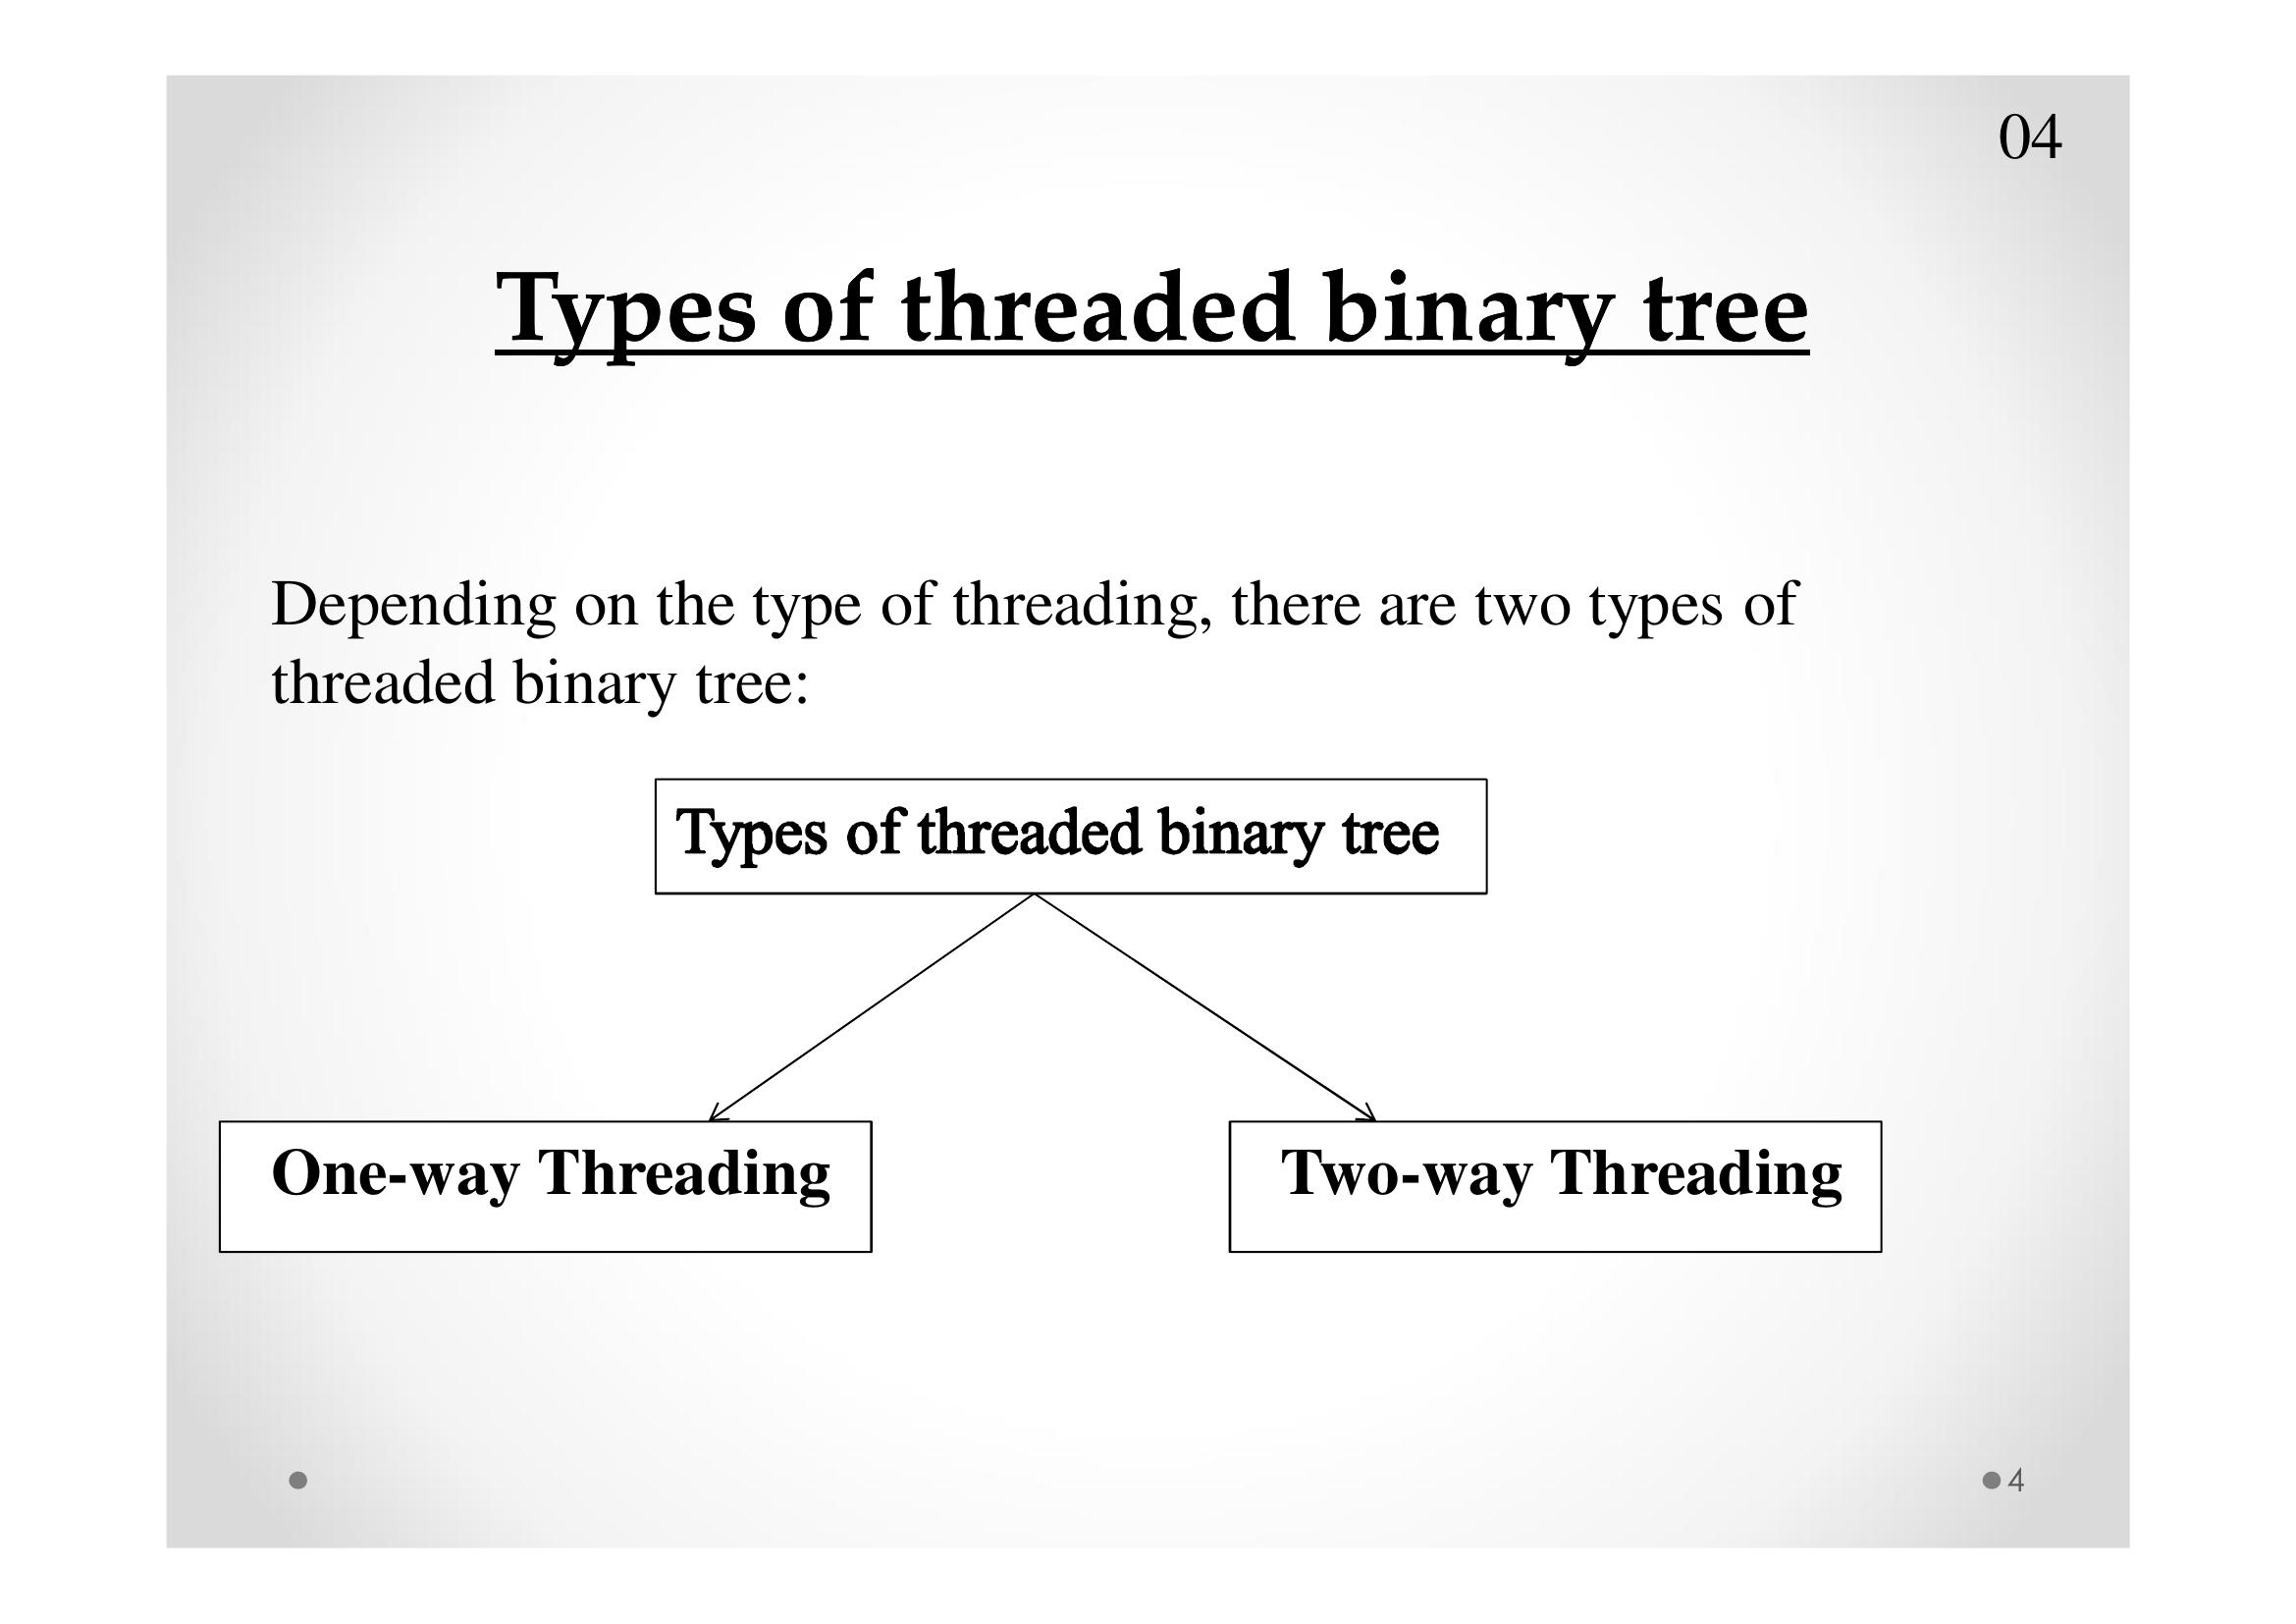 04
Types of threaded binary tree
Depending on the type of threading, there are two types of
threaded binary tree:
Types of threaded binary tree
One-way Threading
Two-way Threading
4